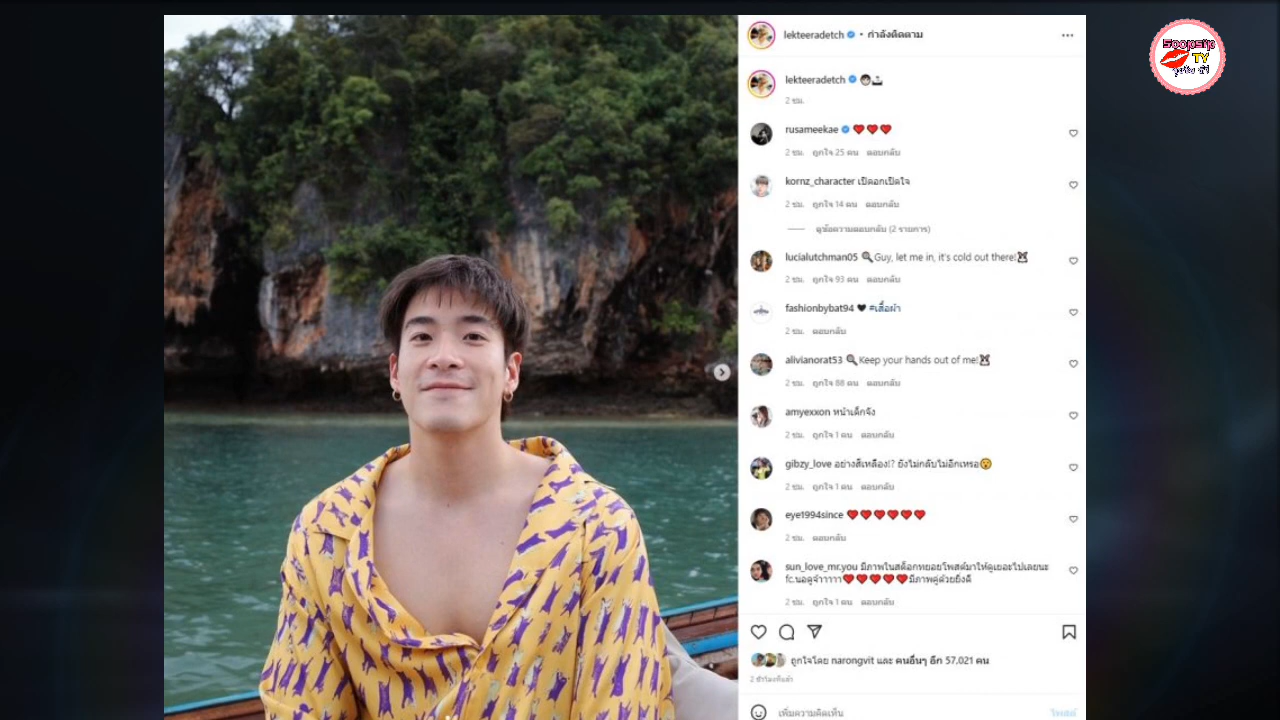 Soopsip
TV
lekteeradetch • กำลังติดตาม
lekteeradetch
2 ชม.
rusameekae
2 ชม. ถูกใจ 25 คน ตอบกลับ
kornz_character เปิดอกเปิดใจ
2 ชม. ถูกใจ 14 คน ตอบกลับ
ดูข้อความตอบกลับ (2 รายการ)
lucialutchman05 Guy, let me in, it's cold out there!
2 ชม. ถูกใจ 93 คน ตอบกลับ
fashionbybat94 #เสื้อผ้า
2 ชม. ตอบกลับ
alivianorat53 Keep your hands out of me!
2 ชม. ถูกใจ 88 คน ตอบกลับ
amyexxon หน้าเด็กจัง
2 ชม. ถูกใจ 1 คน ตอบกลับ
gibzy_love อย่างสีเหลือง!? ยังไม่กลับไม่อีกเหรอ
2 ชม. ถูกใจ 1 คน ตอบกลับ
eye1994since
2 ชม. ตอบกลับ
sun_love_mr.you มีภาพในสต็อกทยอยโพสต์มาให้ดูเยอะไปเลยนะ
fc.นอดูจ้าาาาา มีภาพคู่ด้วยยิ่งดี
2 ชม. ถูกใจ 1 คน ตอบกลับ
ถูกใจโดย narongvit และ คนอื่นๆ อีก 57,021 คน
2 ชั่วโมงที่แล้ว
เพิ่มความคิดเห็น
โพสต์